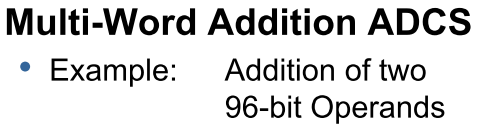 Multi-Word Addition ADCS
• Example: Addition of two
96-bit Operands